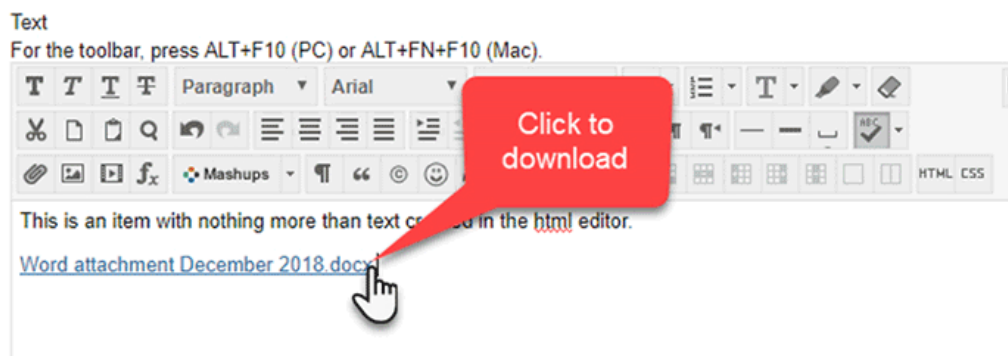 Text
For the toolbar, press ALT+F10 (PC) or ALT+FN+F10 (Mac).
T T T T Paragraph Arial T
ABC
fx Mashups HTML CSS
Click to
download
This is an item with nothing more than text in the html editor.
Word attachment December 2018.docx